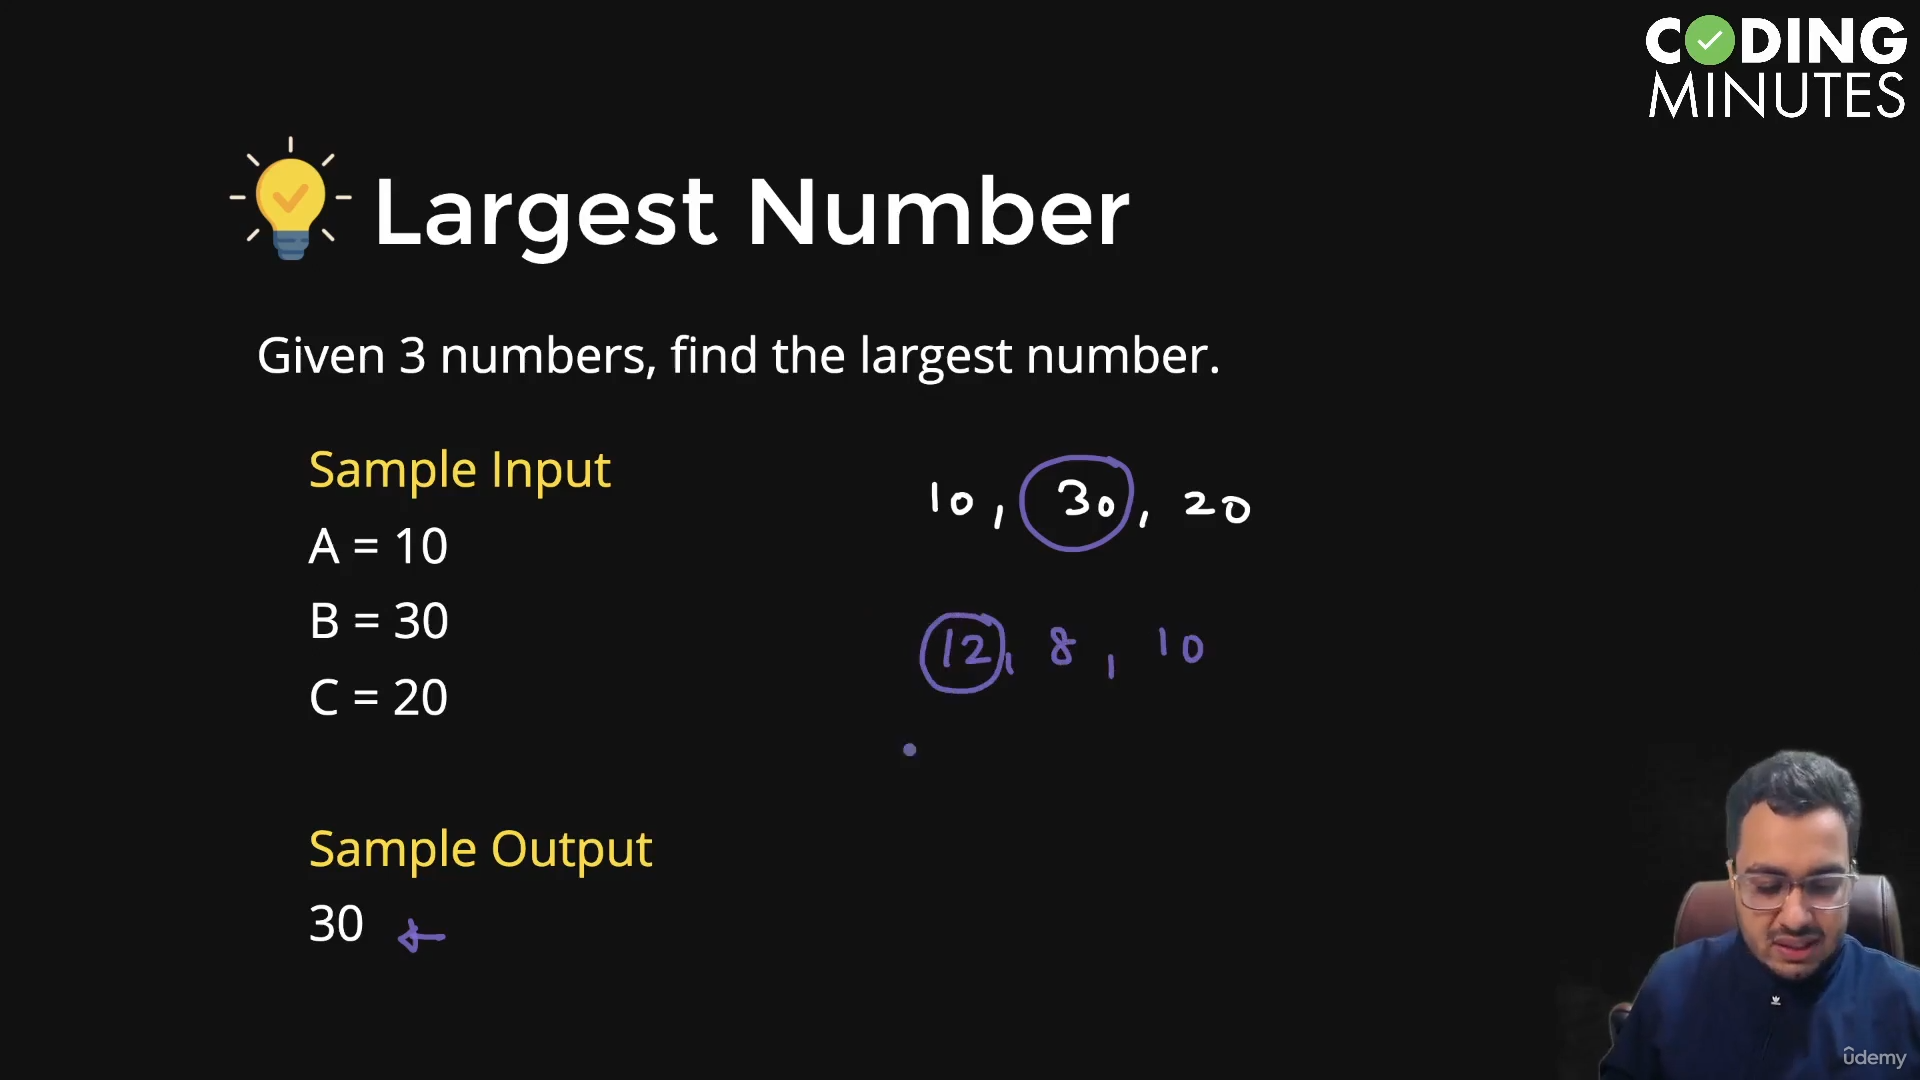 CODING
MINUTES
Largest Number
Given 3 numbers, find the largest number.
Sample Input
A = 10
B = 30
C = 20
10, 30, 20
12, 8, 10
Sample Output
30
ûdemy